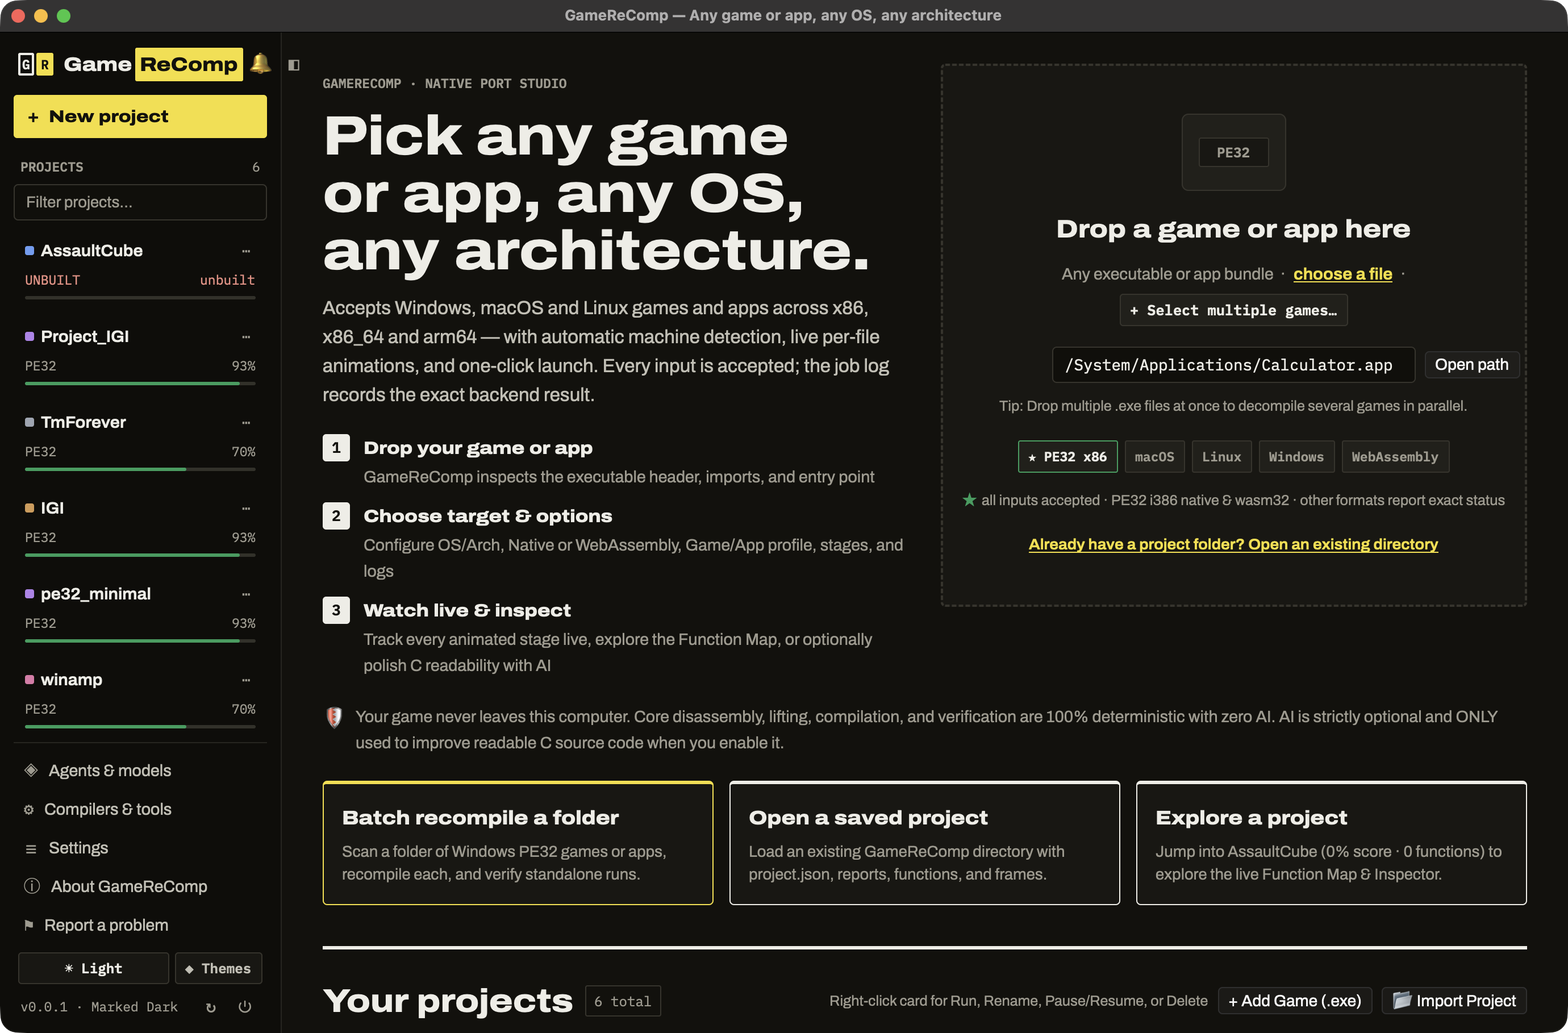 GameReComp — Any game or app, any OS, any architecture
G R Game ReComp
+ New project
PROJECTS 6
Filter projects...
AssaultCube
UNBUILT unbuilt
Project_IGI
PE32 93%
TmForever
PE32 70%
IGI
PE32 93%
pe32_minimal
PE32 93%
winamp
PE32 70%
Agents & models
Compilers & tools
Settings
About GameReComp
Report a problem
Light
Themes
v0.0.1 · Marked Dark
GAMERECOMP · NATIVE PORT STUDIO
Pick any game
or app, any OS,
any architecture.
Accepts Windows, macOS and Linux games and apps across x86,
x86_64 and arm64 — with automatic machine detection, live per-file
animations, and one-click launch. Every input is accepted; the job log
records the exact backend result.
1 Drop your game or app
GameReComp inspects the executable header, imports, and entry point
2 Choose target & options
Configure OS/Arch, Native or WebAssembly, Game/App profile, stages, and
logs
3 Watch live & inspect
Track every animated stage live, explore the Function Map, or optionally
polish C readability with AI
PE32
Drop a game or app here
Any executable or app bundle · choose a file ·
+ Select multiple games…
/System/Applications/Calculator.app Open path
Tip: Drop multiple .exe files at once to decompile several games in parallel.
★ PE32 x86 macOS Linux Windows WebAssembly
★ all inputs accepted · PE32 i386 native & wasm32 · other formats report exact status
Already have a project folder? Open an existing directory
Your game never leaves this computer. Core disassembly, lifting, compilation, and verification are 100% deterministic with zero AI. AI is strictly optional and ONLY
used to improve readable C source code when you enable it.
Batch recompile a folder
Scan a folder of Windows PE32 games or apps,
recompile each, and verify standalone runs.
Open a saved project
Load an existing GameReComp directory with
project.json, reports, functions, and frames.
Explore a project
Jump into AssaultCube (0% score · 0 functions) to
explore the live Function Map & Inspector.
Your projects 6 total
Right-click card for Run, Rename, Pause/Resume, or Delete + Add Game (.exe) Import Project